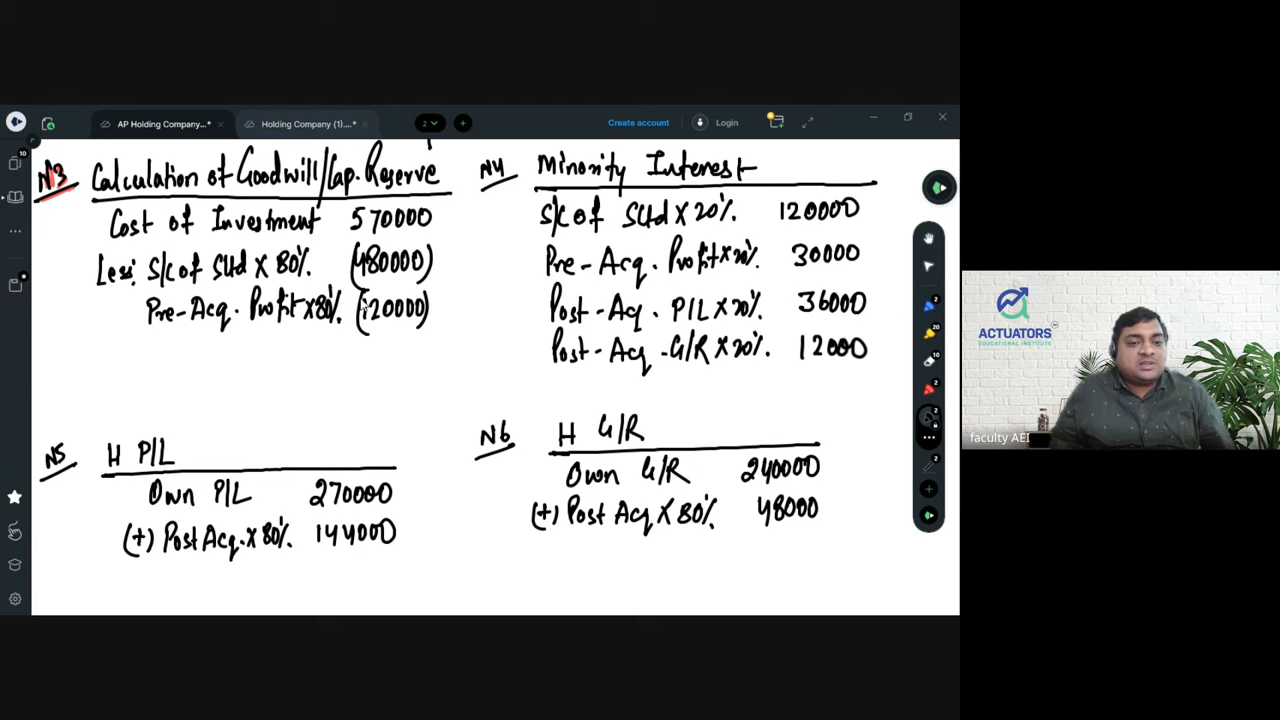 AP Holding Company...*
Holding Company (1)....*
2
Create account
Login
N3 Calculation of Goodwill/Cap. Reserve
Cost of Investment 570000
Less: S/C of S Ltd X 80% (480000)
Pre-Acq. Profit X 80% (120000)
N4 Minority Interest
S/C of S Ltd X 20% 120000
Pre-Acq. Profit X 20% 30000
Post-Acq. P/L X 20% 36000
Post-Acq. G/R X 20% 12000
N5 H P/L
Own P/L 270000
(+) Post Acq. X 80% 144000
N6 H G/R
Own G/R 240000
(+) Post Acq X 80% 48000
ACTUATORS
EDUCATIONAL INSTITUTE
faculty AEI